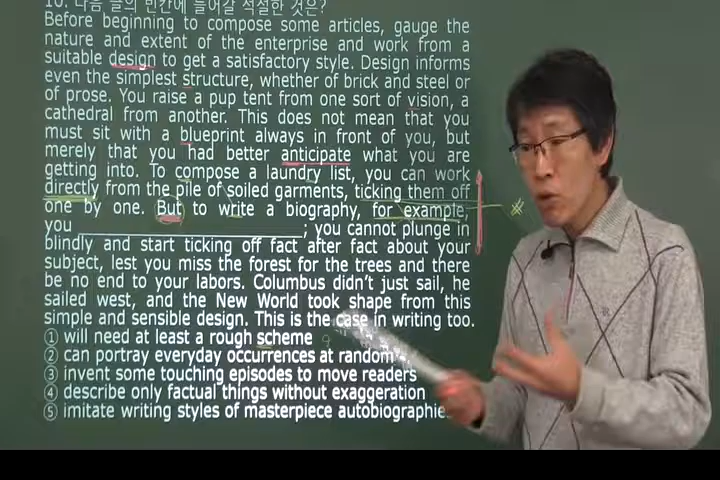 10. 다음 글의 빈칸에 들어갈 적절한 것은?
Before beginning to compose some articles, gauge the
nature and extent of the enterprise and work from a
suitable design to get a satisfactory style. Design informs
even the simplest structure, whether of brick and steel or
of prose. You raise a pup tent from one sort of vision, a
cathedral from another. This does not mean that you
must sit with a blueprint always in front of you, but
merely that you had better anticipate what you are
getting into. To compose a laundry list, you can work
directly from the pile of soiled garments, ticking them off
one by one. But to write a biography, for example,
you ____________________; you cannot plunge in
blindly and start ticking off fact after fact about your
subject, lest you miss the forest for the trees and there
be no end to your labors. Columbus didn't just sail, he
sailed west, and the New World took shape from this
simple and sensible design. This is the case in writing too.
① will need at least a rough scheme
② can portray everyday occurrences at random
③ invent some touching episodes to move readers
④ describe only factual things without exaggeration
⑤ imitate writing styles of masterpiece